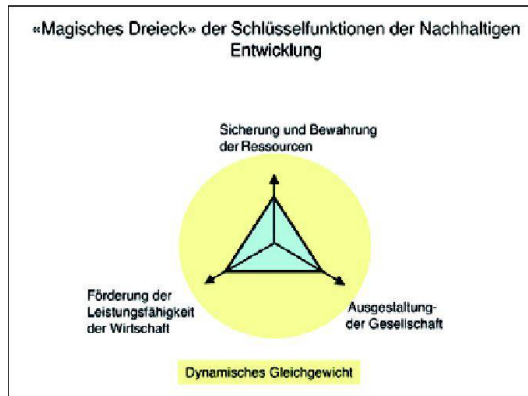 «Magisches Dreieck» der Schlüsselfunktionen der Nachhaltigen
Entwicklung
Sicherung und Bewahrung
der Ressourcen
Förderung der
Leistungsfähigkeit
der Wirtschaft
Ausgestaltung-
der Gesellschaft
Dynamisches Gleichgewicht